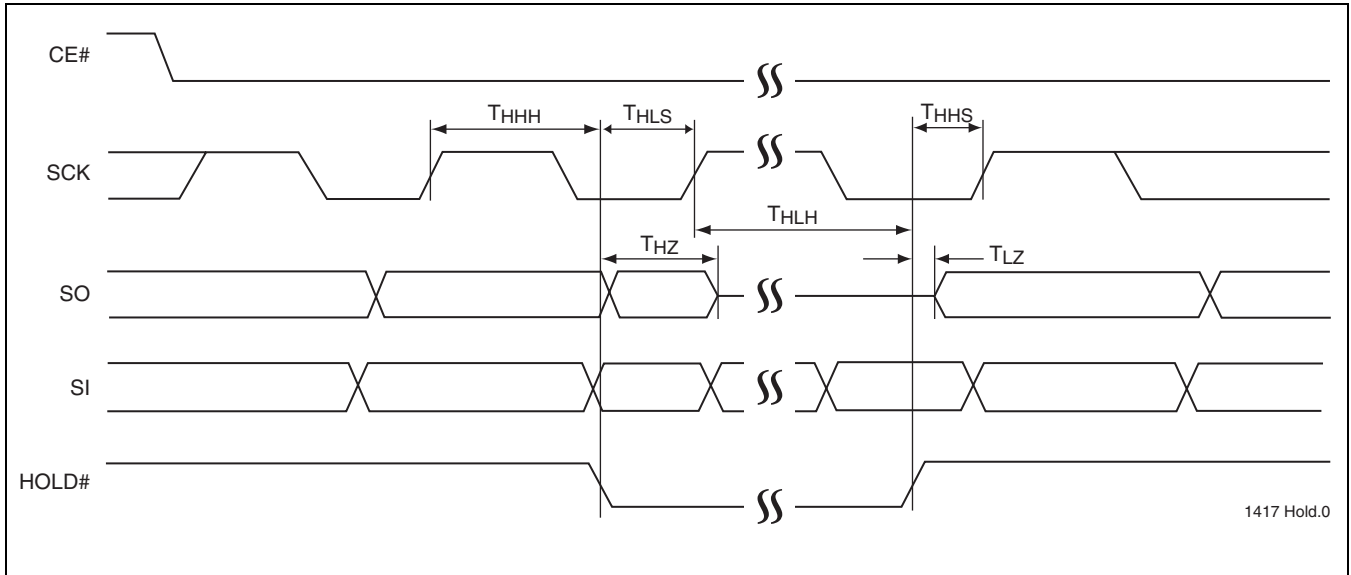 CE#
THHH
THLS
THHS
SCK
THLH
THZ
TLZ
SO
SI
HOLD#
1417 Hold.0